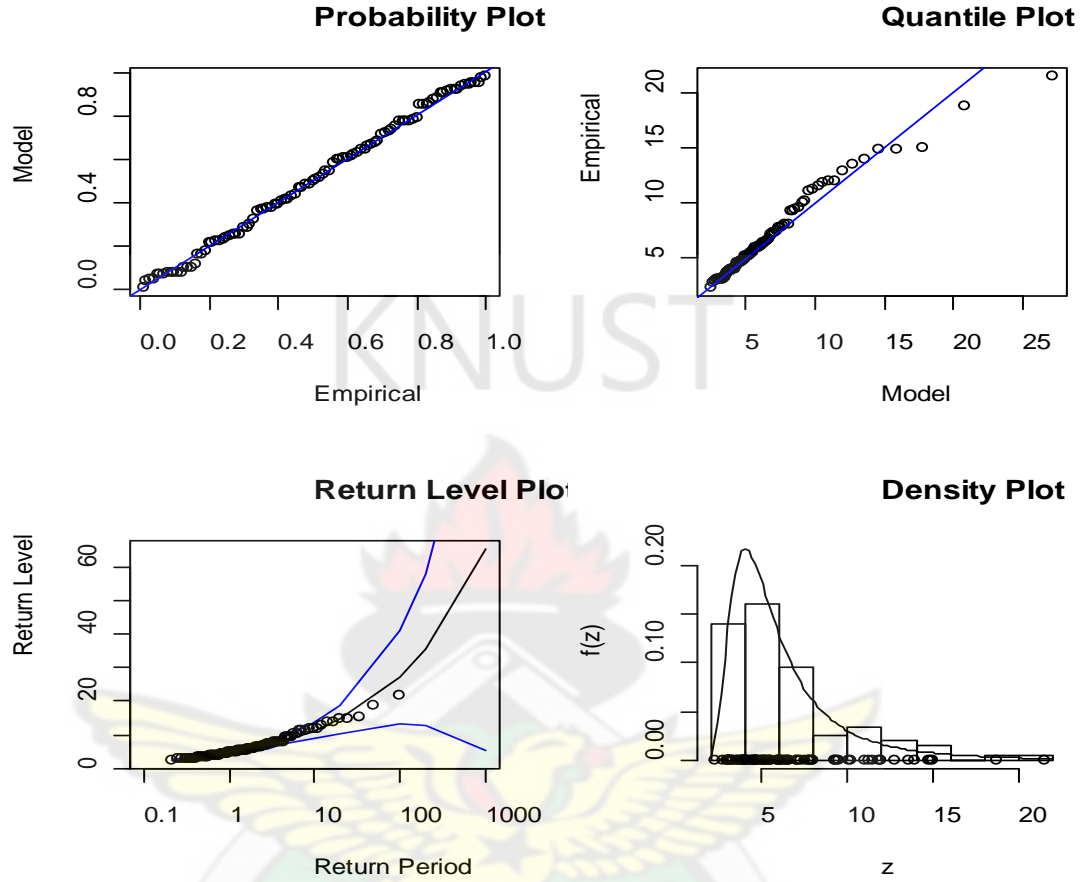 Probability Plot
Model
0.0 0.4 0.8
0.0 0.2 0.4 0.6 0.8 1.0
Empirical
Quantile Plot
Empirical
5 10 15 20
5 10 15 20 25
Model
KNUST
Return Level Plot
Return Level
0 20 40 60
0.1 1 10 100 1000
Return Period
Density Plot
f(z)
0.00 0.10 0.20
5 10 15 20
z